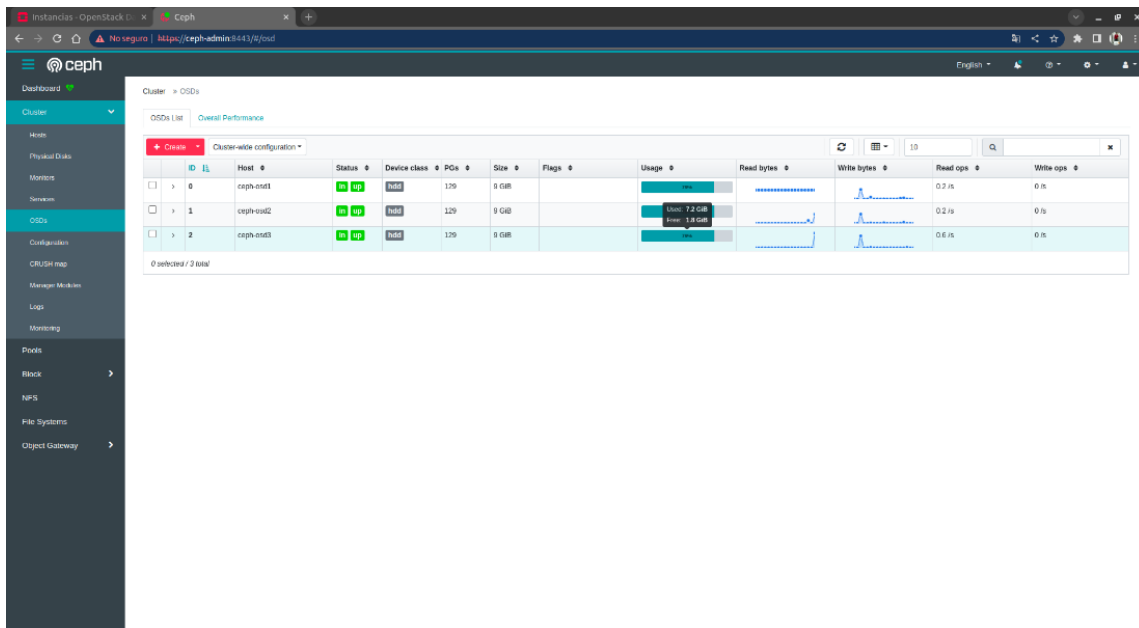 Instancias - OpenStack Da
Ceph
No seguro | https://ceph-admin:8443/#/osd
ceph
English
Dashboard
Cluster » OSDs
Cluster
OSDs List Overall Performance
Hosts
+ Create Cluster-wide configuration 10
Physical Disks
ID Host Status Device class PGs Size Flags Usage Read bytes Write bytes Read ops Write ops
Monitors
0 ceph-osd1 in up hdd 129 9 GiB 0.2 /s 0 /s
Services
1 ceph-osd2 in up hdd 129 9 GiB Used: 7.2 GiB 0.2 /s 0 /s
Free: 1.8 GiB
OSDs
2 ceph-osd3 in up hdd 129 9 GiB 0.6 /s 0 /s
Configuration
0 selected / 3 total
CRUSH map
Manager Modules
Logs
Monitoring
Pools
Block
NFS
File Systems
Object Gateway